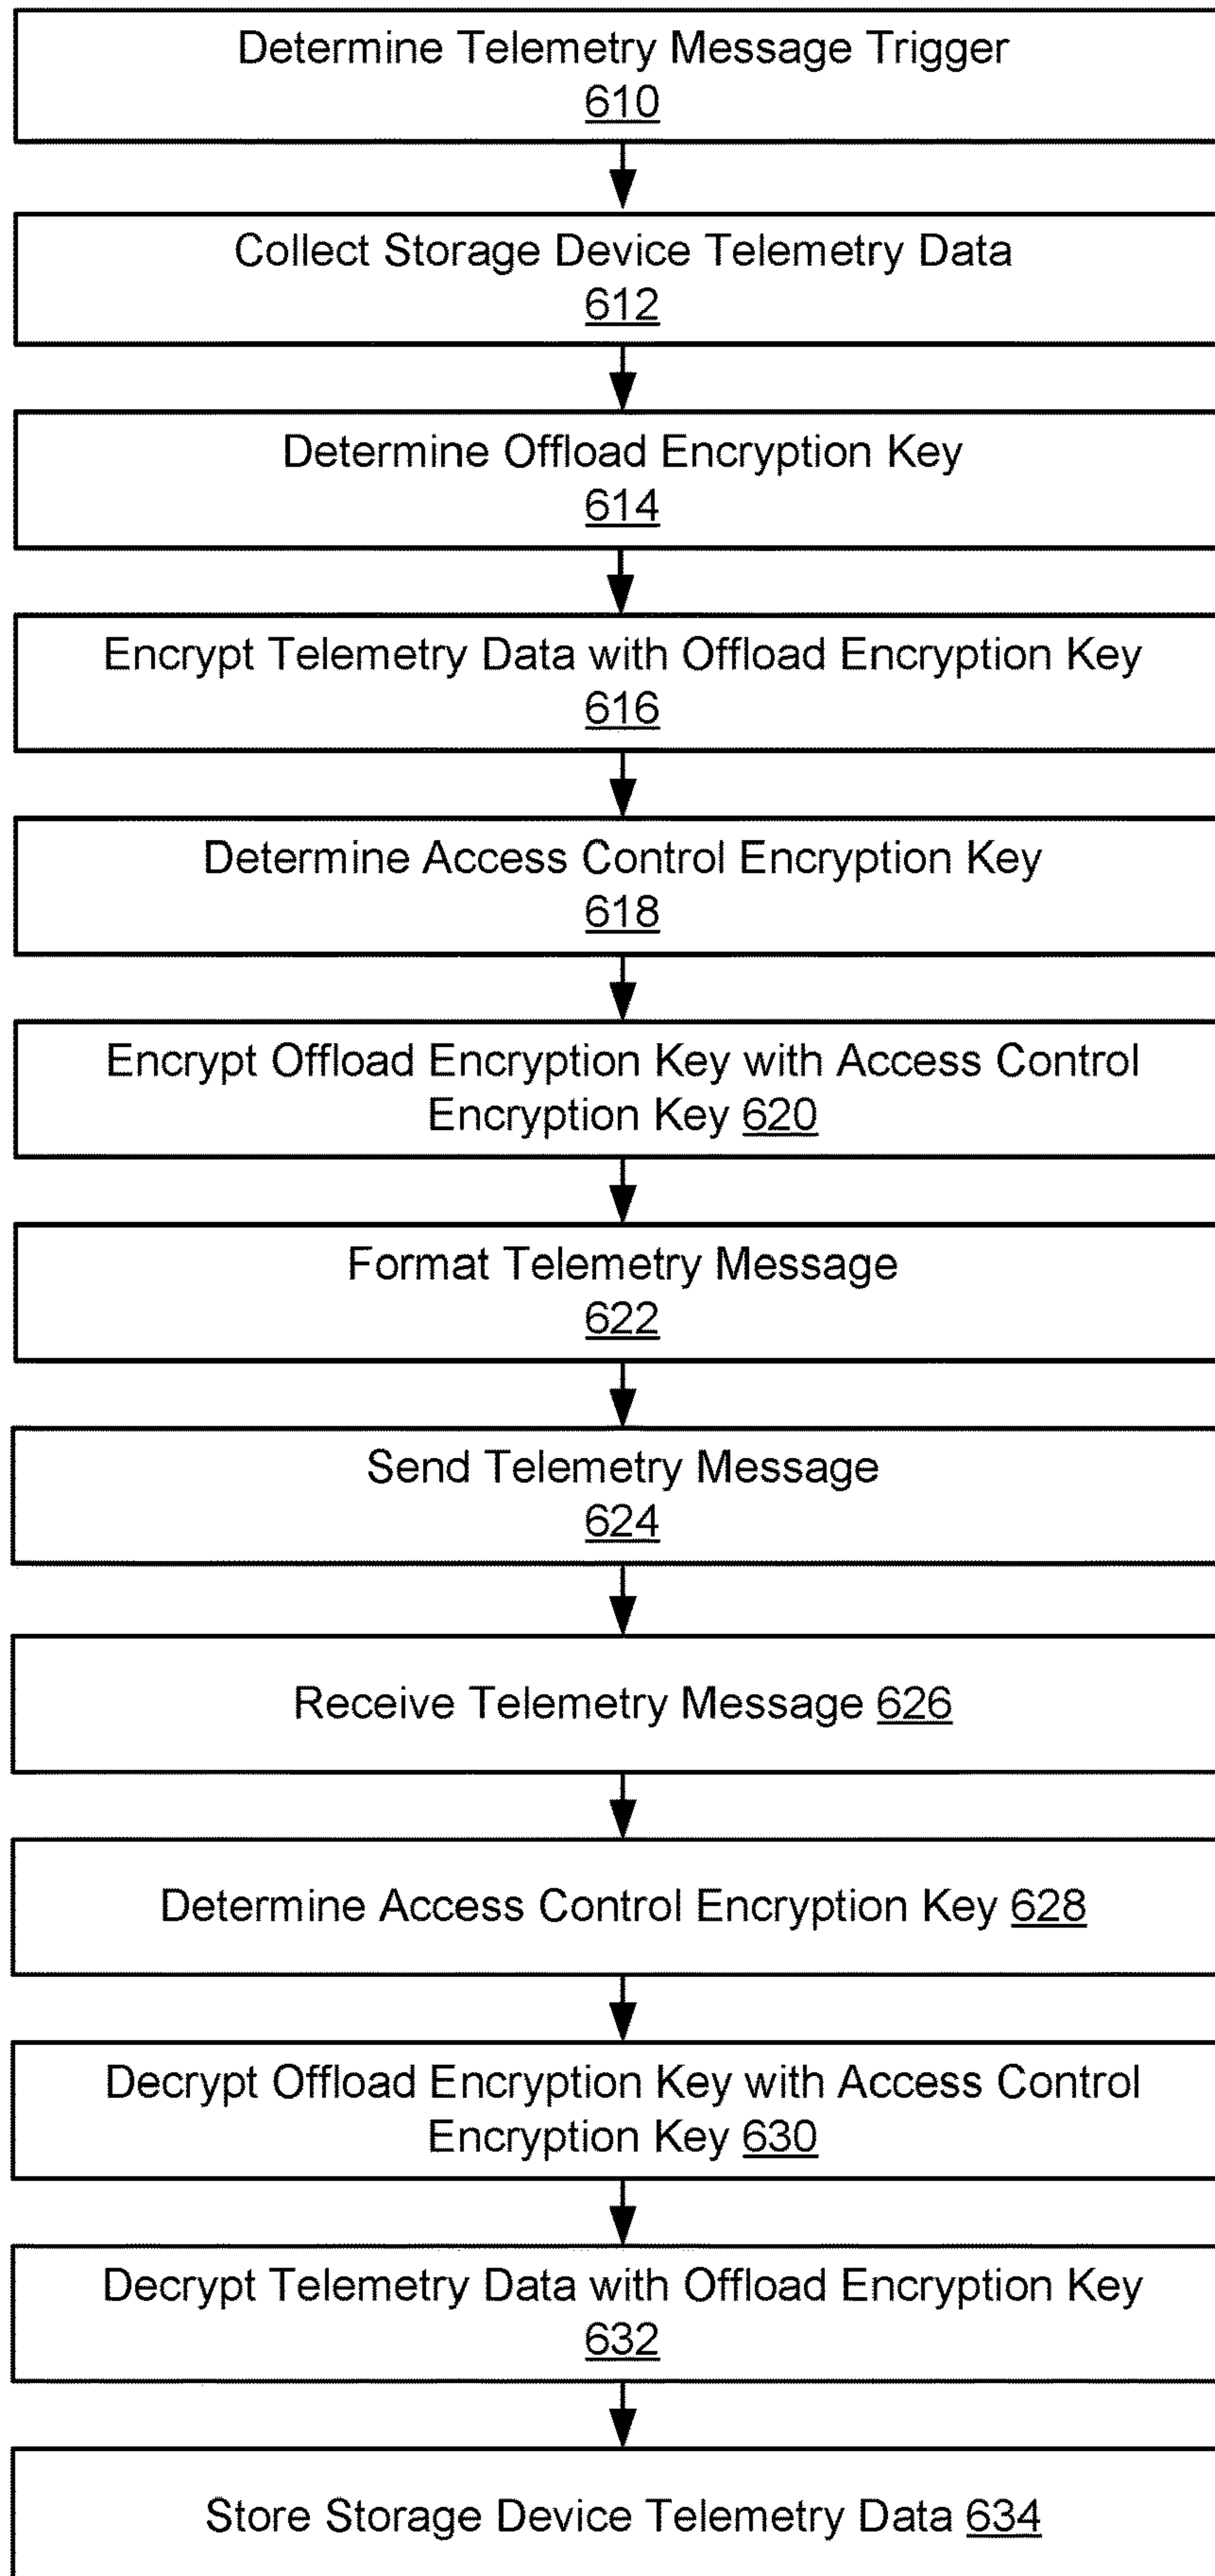 Determine Telemetry Message Trigger
610
Collect Storage Device Telemetry Data
612
Determine Offload Encryption Key
614
Encrypt Telemetry Data with Offload Encryption Key
616
Determine Access Control Encryption Key
618
Encrypt Offload Encryption Key with Access Control
Encryption Key 620
Format Telemetry Message
622
Send Telemetry Message
624
Receive Telemetry Message 626
Determine Access Control Encryption Key 628
Decrypt Offload Encryption Key with Access Control
Encryption Key 630
Decrypt Telemetry Data with Offload Encryption Key
632
Store Storage Device Telemetry Data 634